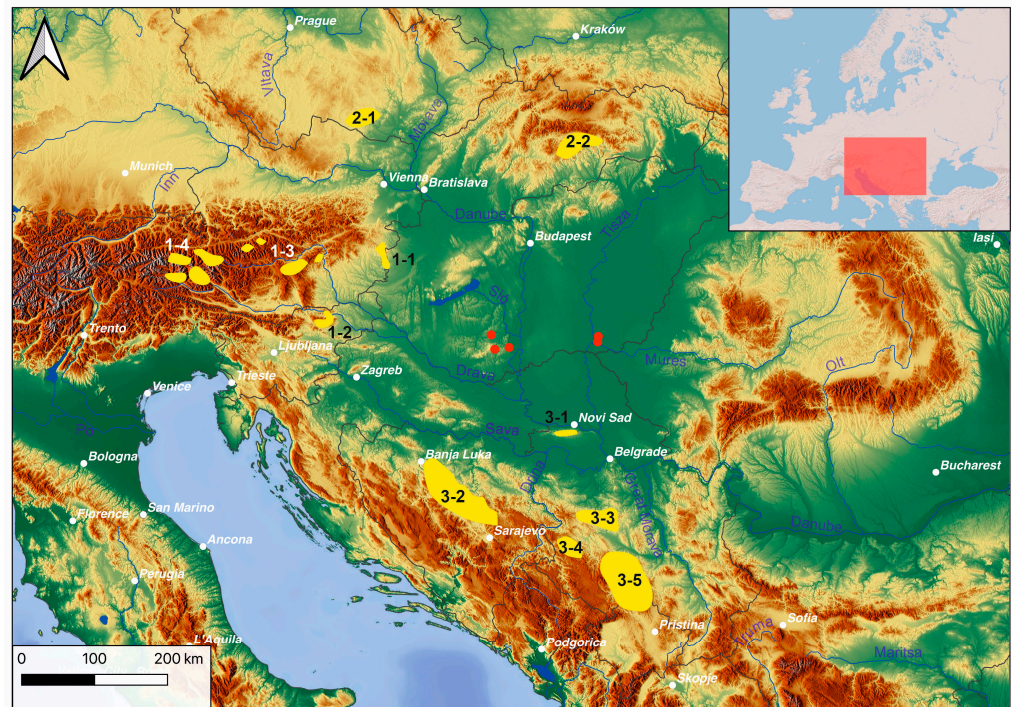 Prague
Kraków
Vltava
Morava
2-1
2-2
Munich
Inn
Vienna
Bratislava
Danube
Tisza
Budapest
Iași
1-4
1-3
1-1
Sió
1-2
Trento
Ljubljana
Mures
Olt
Drava
Zagreb
Trieste
Venice
Po
3-1
Novi Sad
Sava
Banja Luka
Belgrade
Bologna
Bucharest
Drina
Great Morava
3-2
San Marino
Florence
3-3
Sarajevo
Danube
Ancona
3-4
Perugia
3-5
Sofia
Pristina
Struma
L'Aquila
Podgorica
Maritsa
0 100 200 km
Skopje